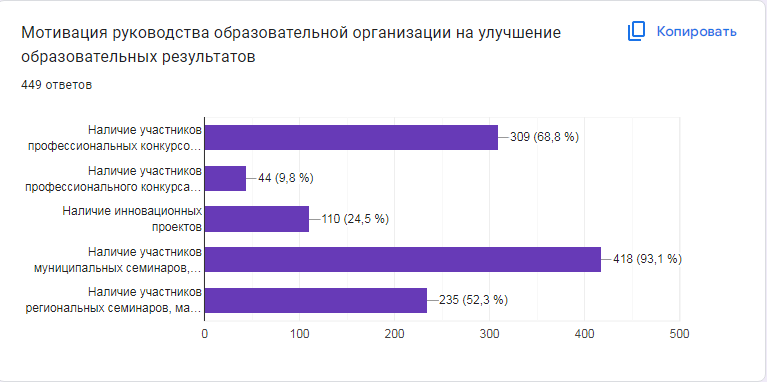 Мотивация руководства образовательной организации на улучшение
образовательных результатов
Копировать
449 ответов
Наличие участников
профессиональных конкурсо…
309 (68,8 %)
Наличие участников
профессионального конкурса…
44 (9,8 %)
Наличие инновационных
проектов
110 (24,5 %)
Наличие участников
муниципальных семинаров,…
418 (93,1 %)
Наличие участников
региональных семинаров, ма…
235 (52,3 %)
0 100 200 300 400 500